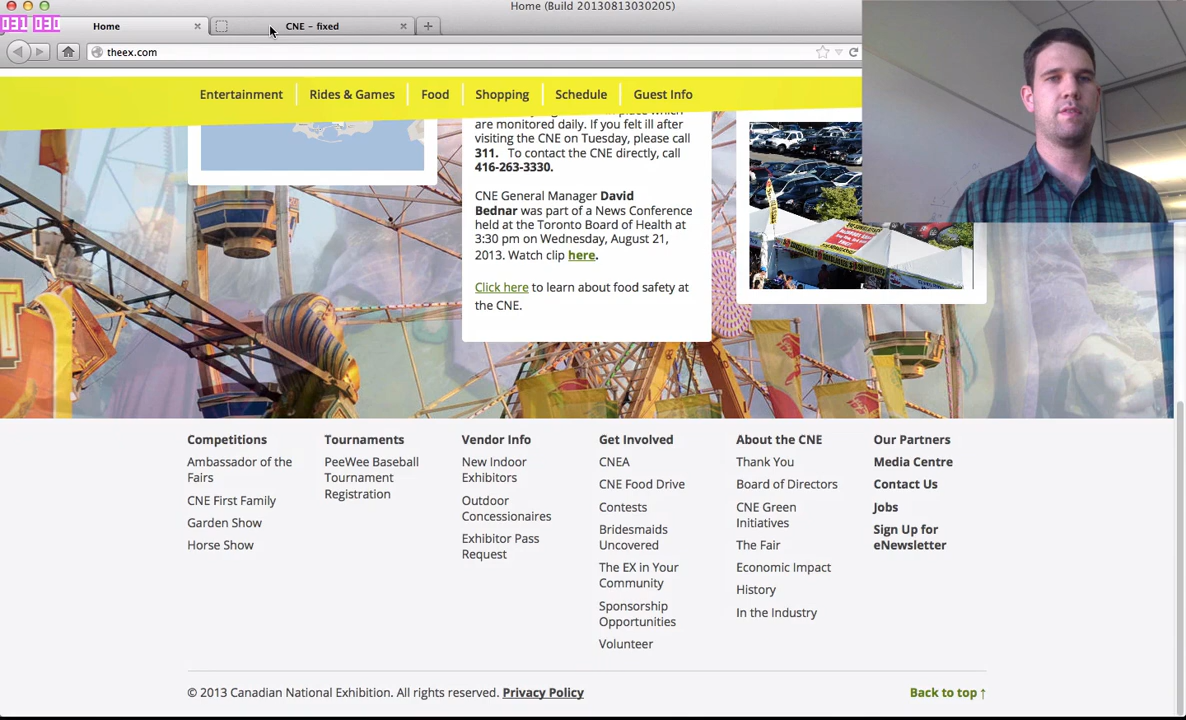 Home (Build 20130813030205)
031 030
Home
CNE – fixed
theex.com
Entertainment
Rides & Games
Food
Shopping
Schedule
Guest Info
are monitored daily. If you felt ill after
visiting the CNE on Tuesday, please call
311. To contact the CNE directly, call
416-263-3330.
CNE General Manager David
Bednar was part of a News Conference
held at the Toronto Board of Health at
3:30 pm on Wednesday, August 21,
2013. Watch clip here.
Click here to learn about food safety at
the CNE.
Competitions
Ambassador of the
Fairs
CNE First Family
Garden Show
Horse Show
Tournaments
PeeWee Baseball
Tournament
Registration
Vendor Info
New Indoor
Exhibitors
Outdoor
Concessionaires
Exhibitor Pass
Request
Get Involved
CNEA
CNE Food Drive
Contests
Bridesmaids
Uncovered
The EX in Your
Community
Sponsorship
Opportunities
Volunteer
About the CNE
Thank You
Board of Directors
CNE Green
Initiatives
The Fair
Economic Impact
History
In the Industry
Our Partners
Media Centre
Contact Us
Jobs
Sign Up for
eNewsletter
© 2013 Canadian National Exhibition. All rights reserved. Privacy Policy
Back to top ↑